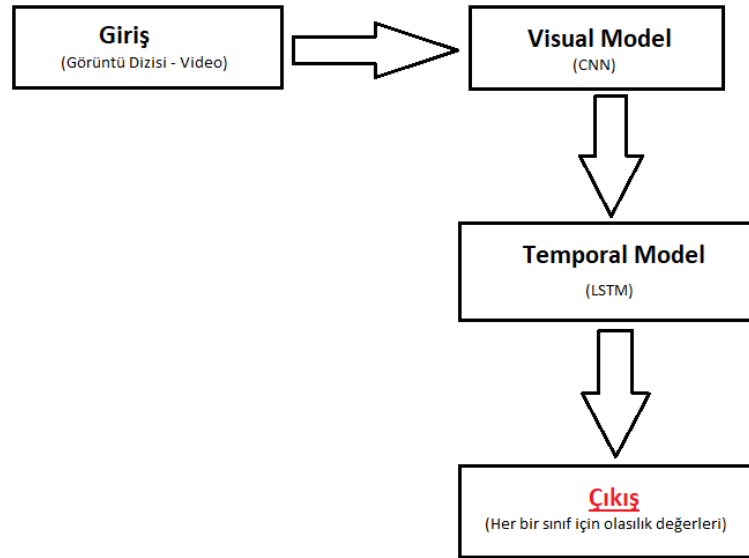 Giriş
(Görüntü Dizisi - Video)
Visual Model
(CNN)
Temporal Model
(LSTM)
Çıkış
(Her bir sınıf için olasılık değerleri)